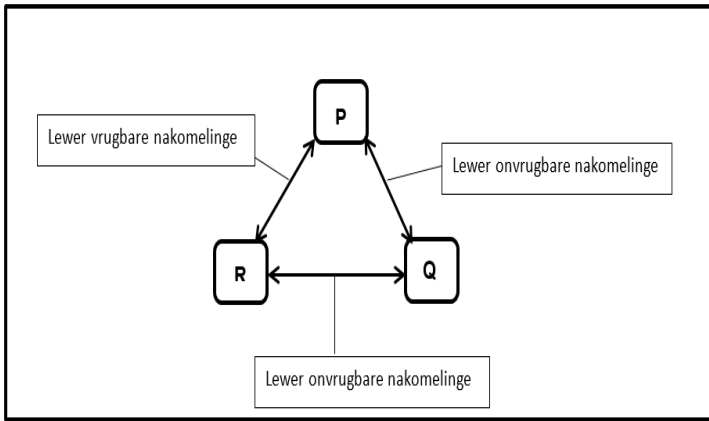 P
Lewer vrugbare nakomelinge
Lewer onvrugbare nakomelinge
R
Q
Lewer onvrugbare nakomelinge